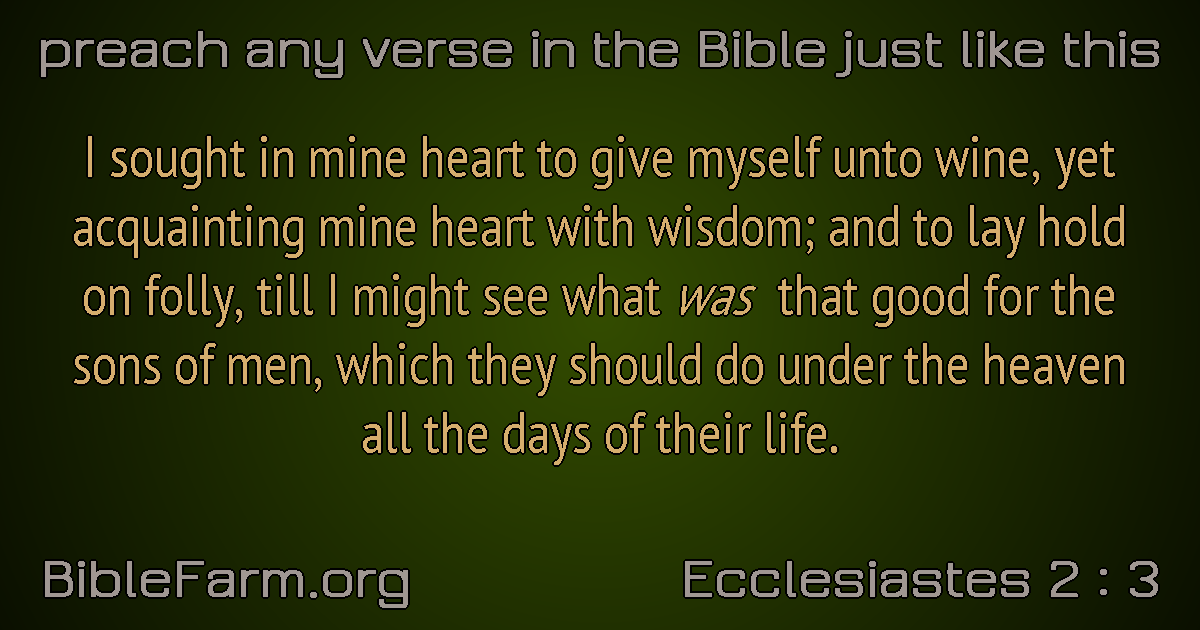 preach any verse in the Bible just like this
I sought in mine heart to give myself unto wine, yet
acquainting mine heart with wisdom; and to lay hold
on folly, till I might see what was that good for the
sons of men, which they should do under the heaven
all the days of their life.
BibleFarm.org
Ecclesiastes 2 : 3